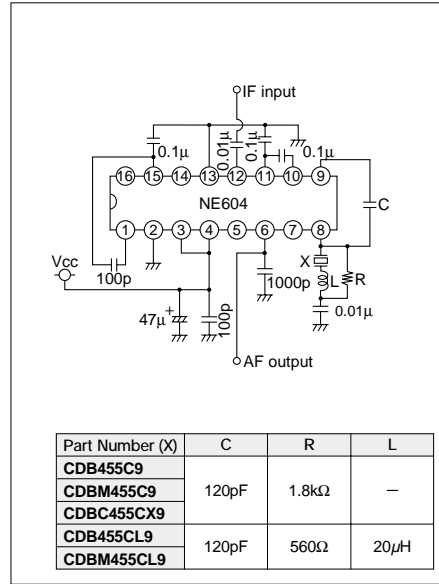 IF input
0.1μ
0.01μ
0.1μ
0.1μ
16 15 14 13 12 11 10 9
NE604
C
1 2 3 4 5 6 7 8
Vcc
100p
X
L
R
1000p
47μ
+
100p
0.01μ
AF output
Part Number (X) C R L
CDB455C9
CDBM455C9 120pF 1.8kΩ —
CDBC455CX9
CDB455CL9 120pF 560Ω 20μH
CDBM455CL9